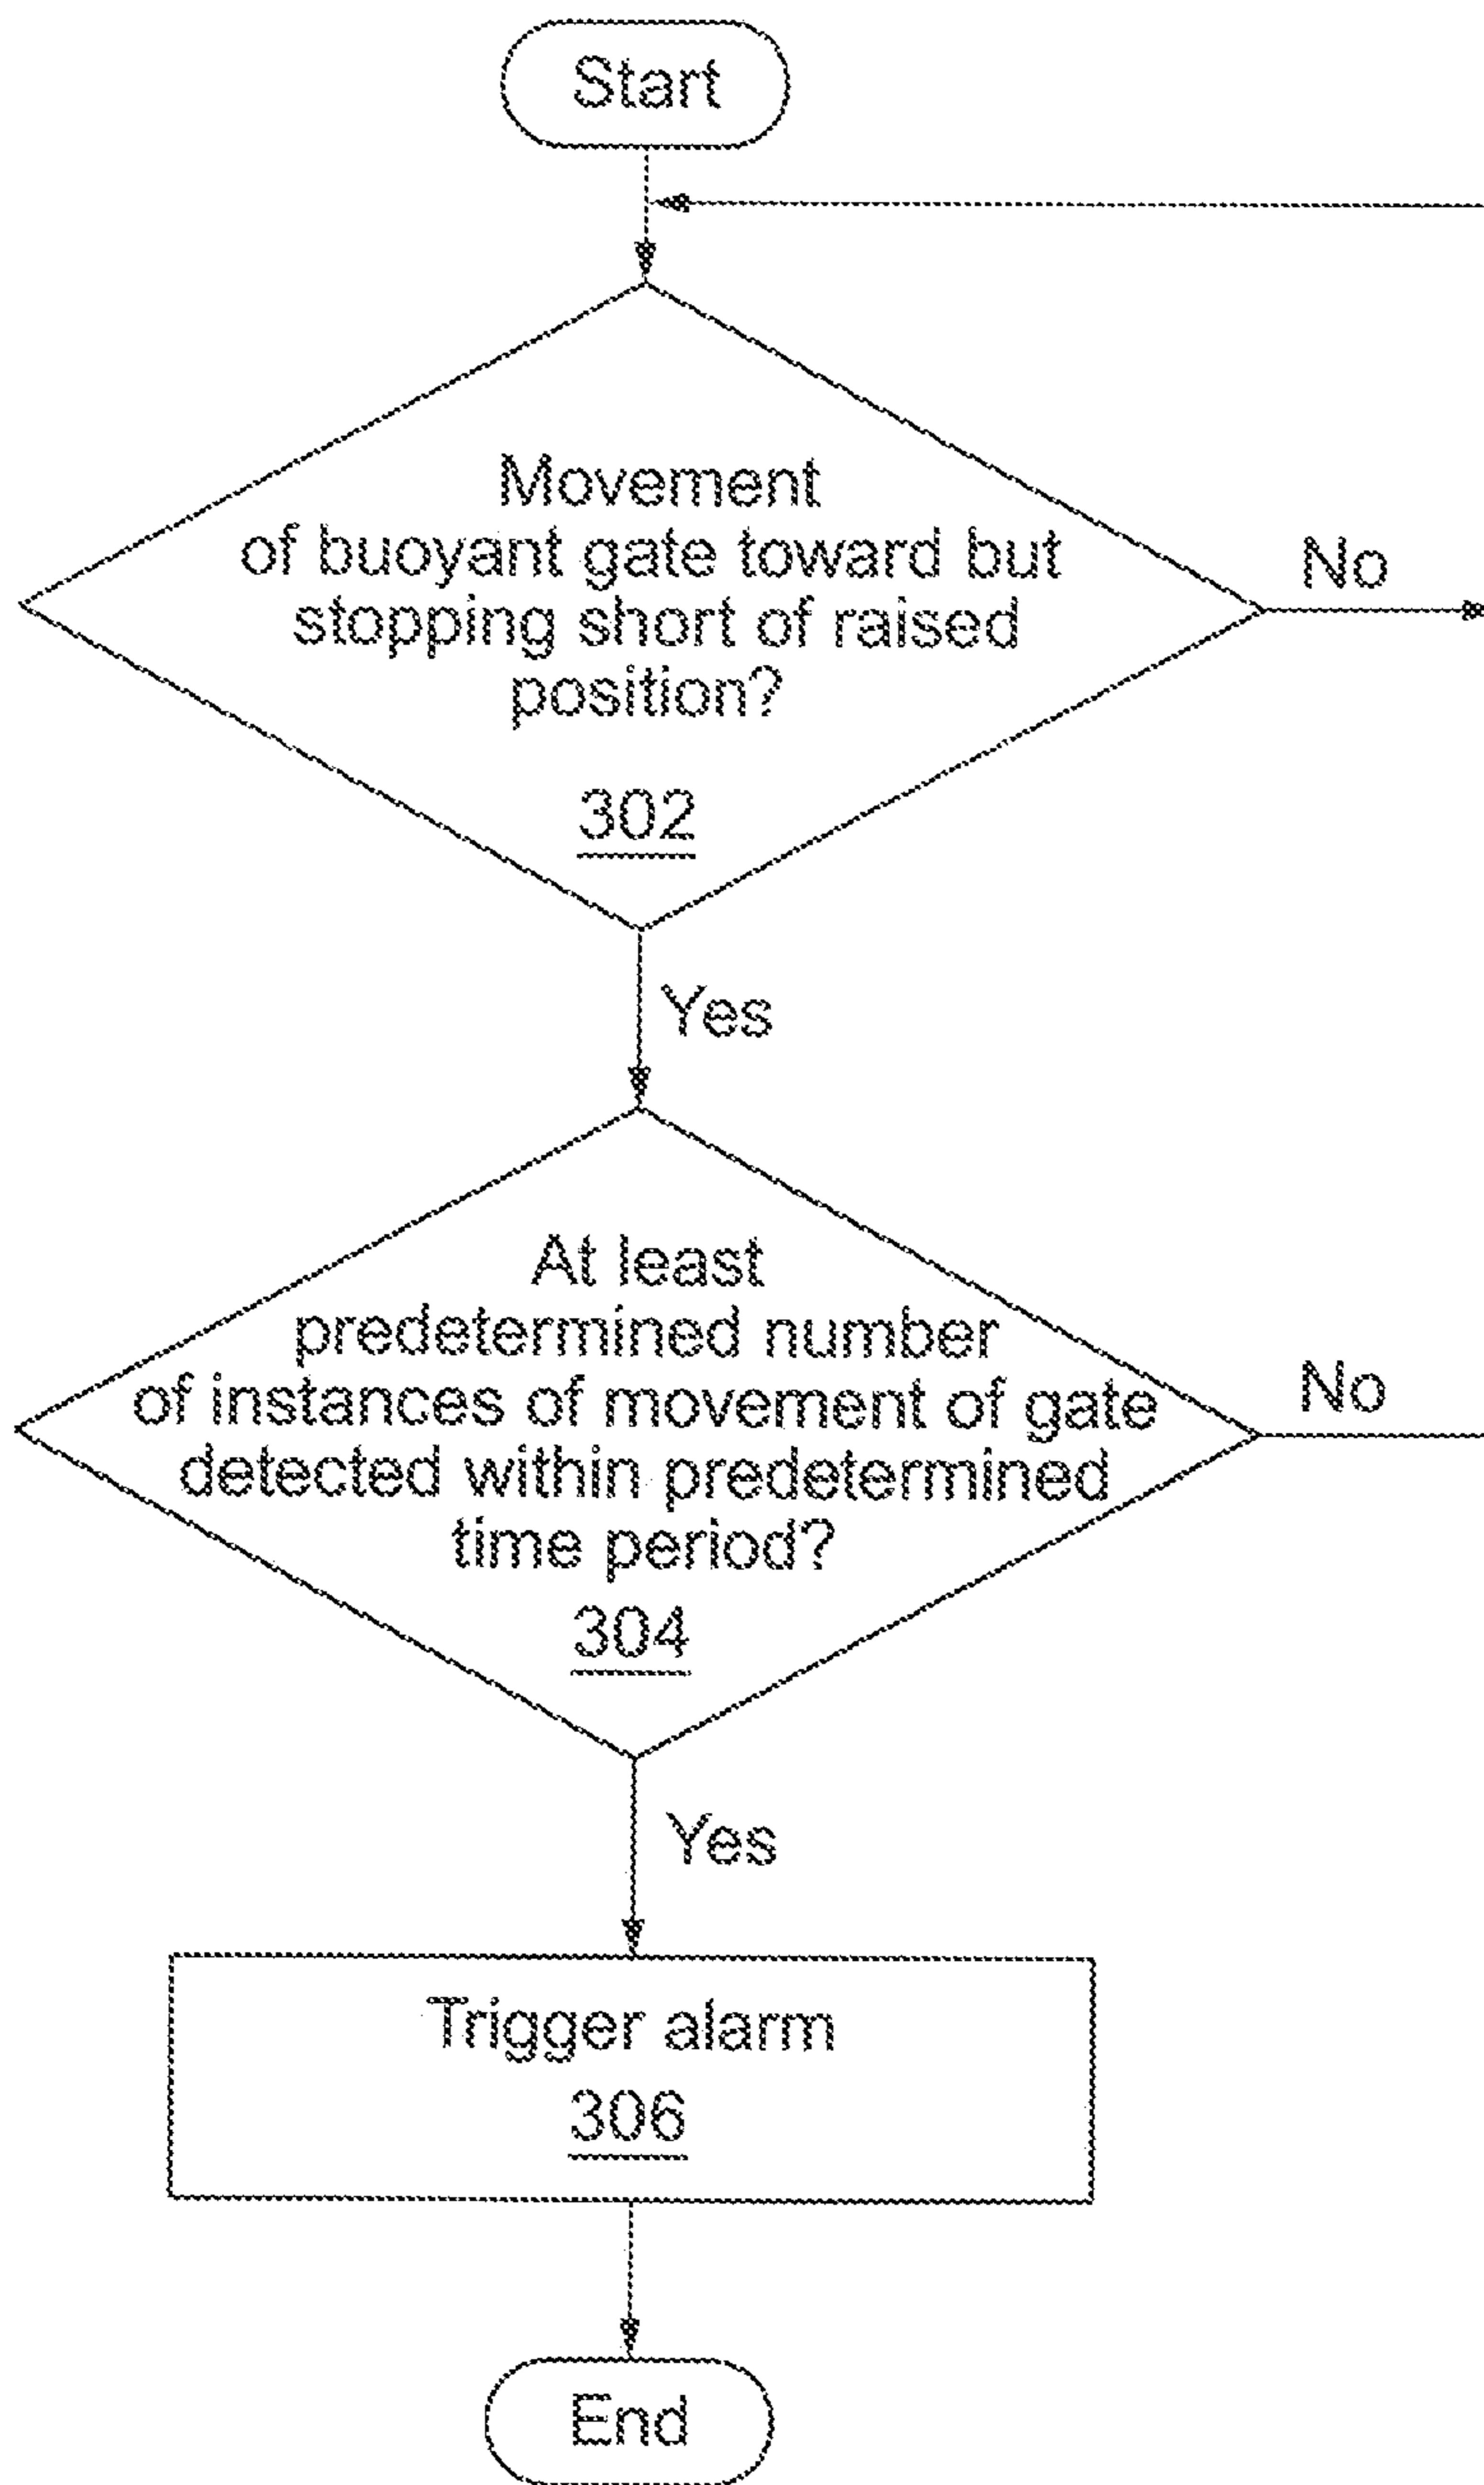 Start
Movement
of buoyant gate toward but
stopping short of raised
position?
No
302
Yes
At least
predetermined number
of instances of movement of gate
detected within predetermined
time period?
No
304
Yes
Trigger alarm
306
End